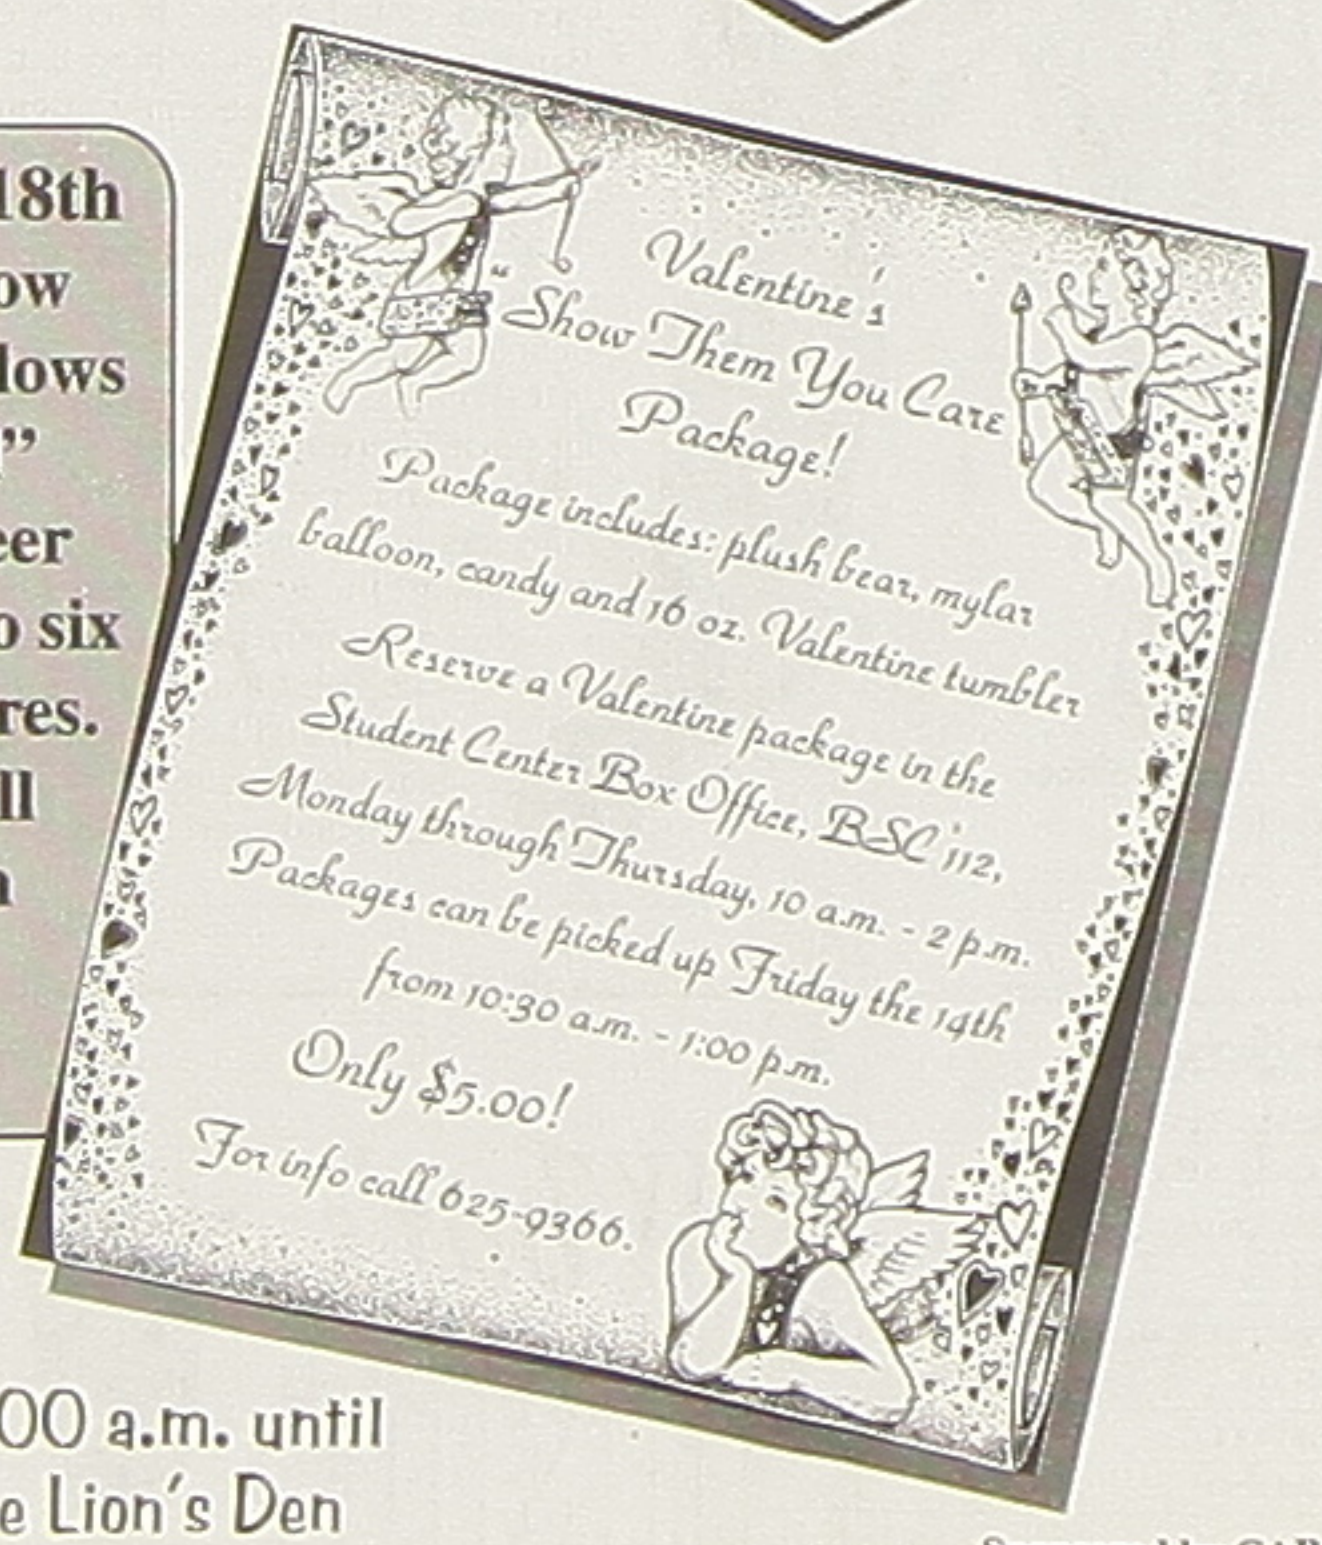 18th
ow
lows
”
eer
o six
res.
ll
n
Valentine's
“Show Them You Care
Package!
Package includes: plush bear, mylar
balloon, candy and 16 oz. Valentine tumbler
Reserve a Valentine package in the
Student Center Box Office, BSC 112,
Monday through Thursday, 10 a.m. - 2 p.m.
Packages can be picked up Friday the 14th
from 10:30 a.m. - 1:00 p.m.
Only $5.00!
For info call 625-9366.
00 a.m. until
e Lion's Den